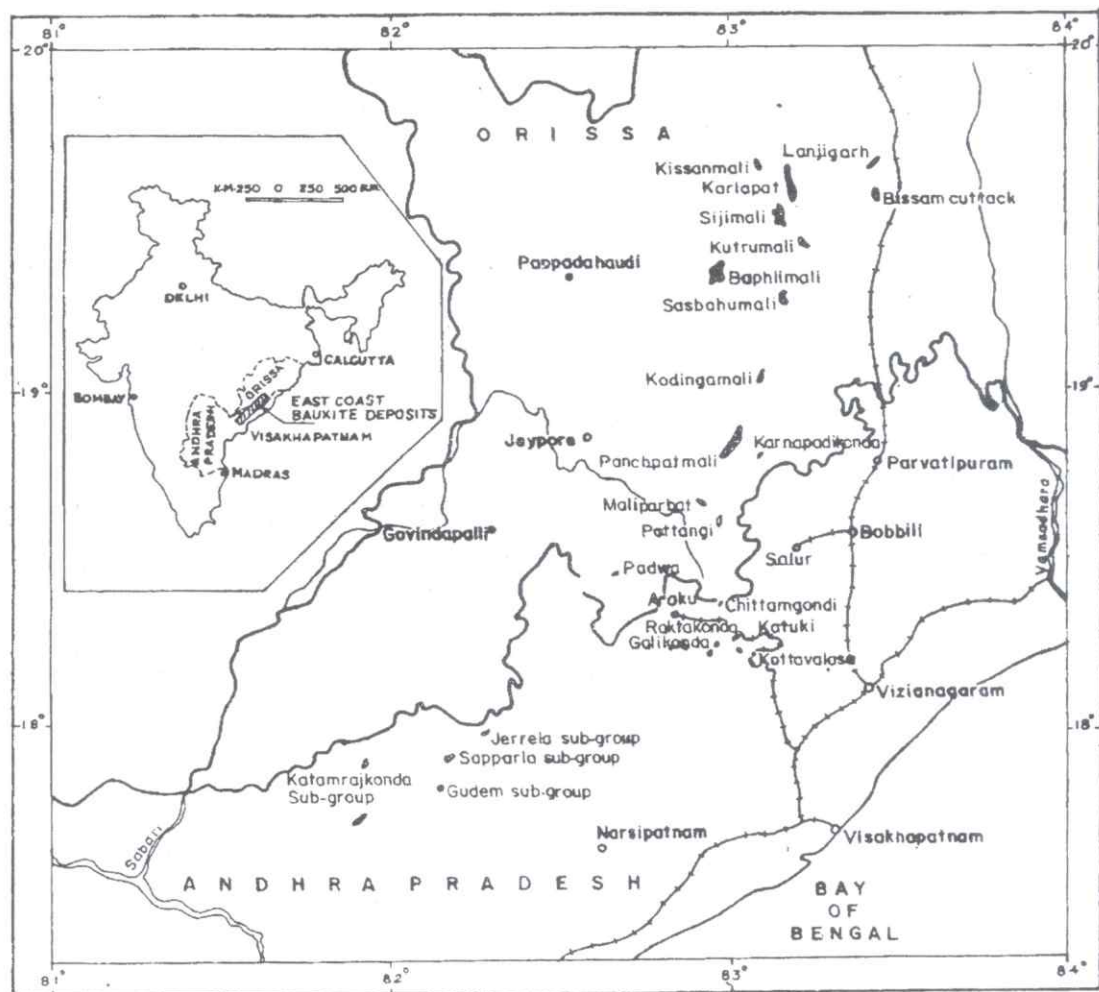 81°
82°
83°
84°
20°
20°
ORISSA
Kissanmali
Lanjigarh
Karlapat
Bissam cuttack
Sijimali
Kutrumali
Baphlimali
Sasbahumali
Pappadahaudi
Kodingamali
K.M-250 0 250 500 K.M.
DELHI
CALCUTTA
BOMBAY
ORISSA
EAST COAST
BAUXITE DEPOSITS
ANDHRA
PRADESH
VISAKHAPATNAM
MADRAS
19°
19°
Jeypore
Karnapadikonda
Panchpatmali
Parvatipuram
Maliparbat
Pattangi
Govindapalli
Bobbili
Salur
Vamsadhara
Padwa
Araku
Chittamgondi
Raktakonda
Katuki
Galikonda
Kottavalasa
Vizianagaram
18°
18°
Jerrela sub-group
Sapparla sub-group
Katamrajkonda
Sub-group
Gudem sub-group
Narsipatnam
Visakhapatnam
Sabari
ANDHRA PRADESH
BAY
OF
BENGAL
81°
82°
83°
84°